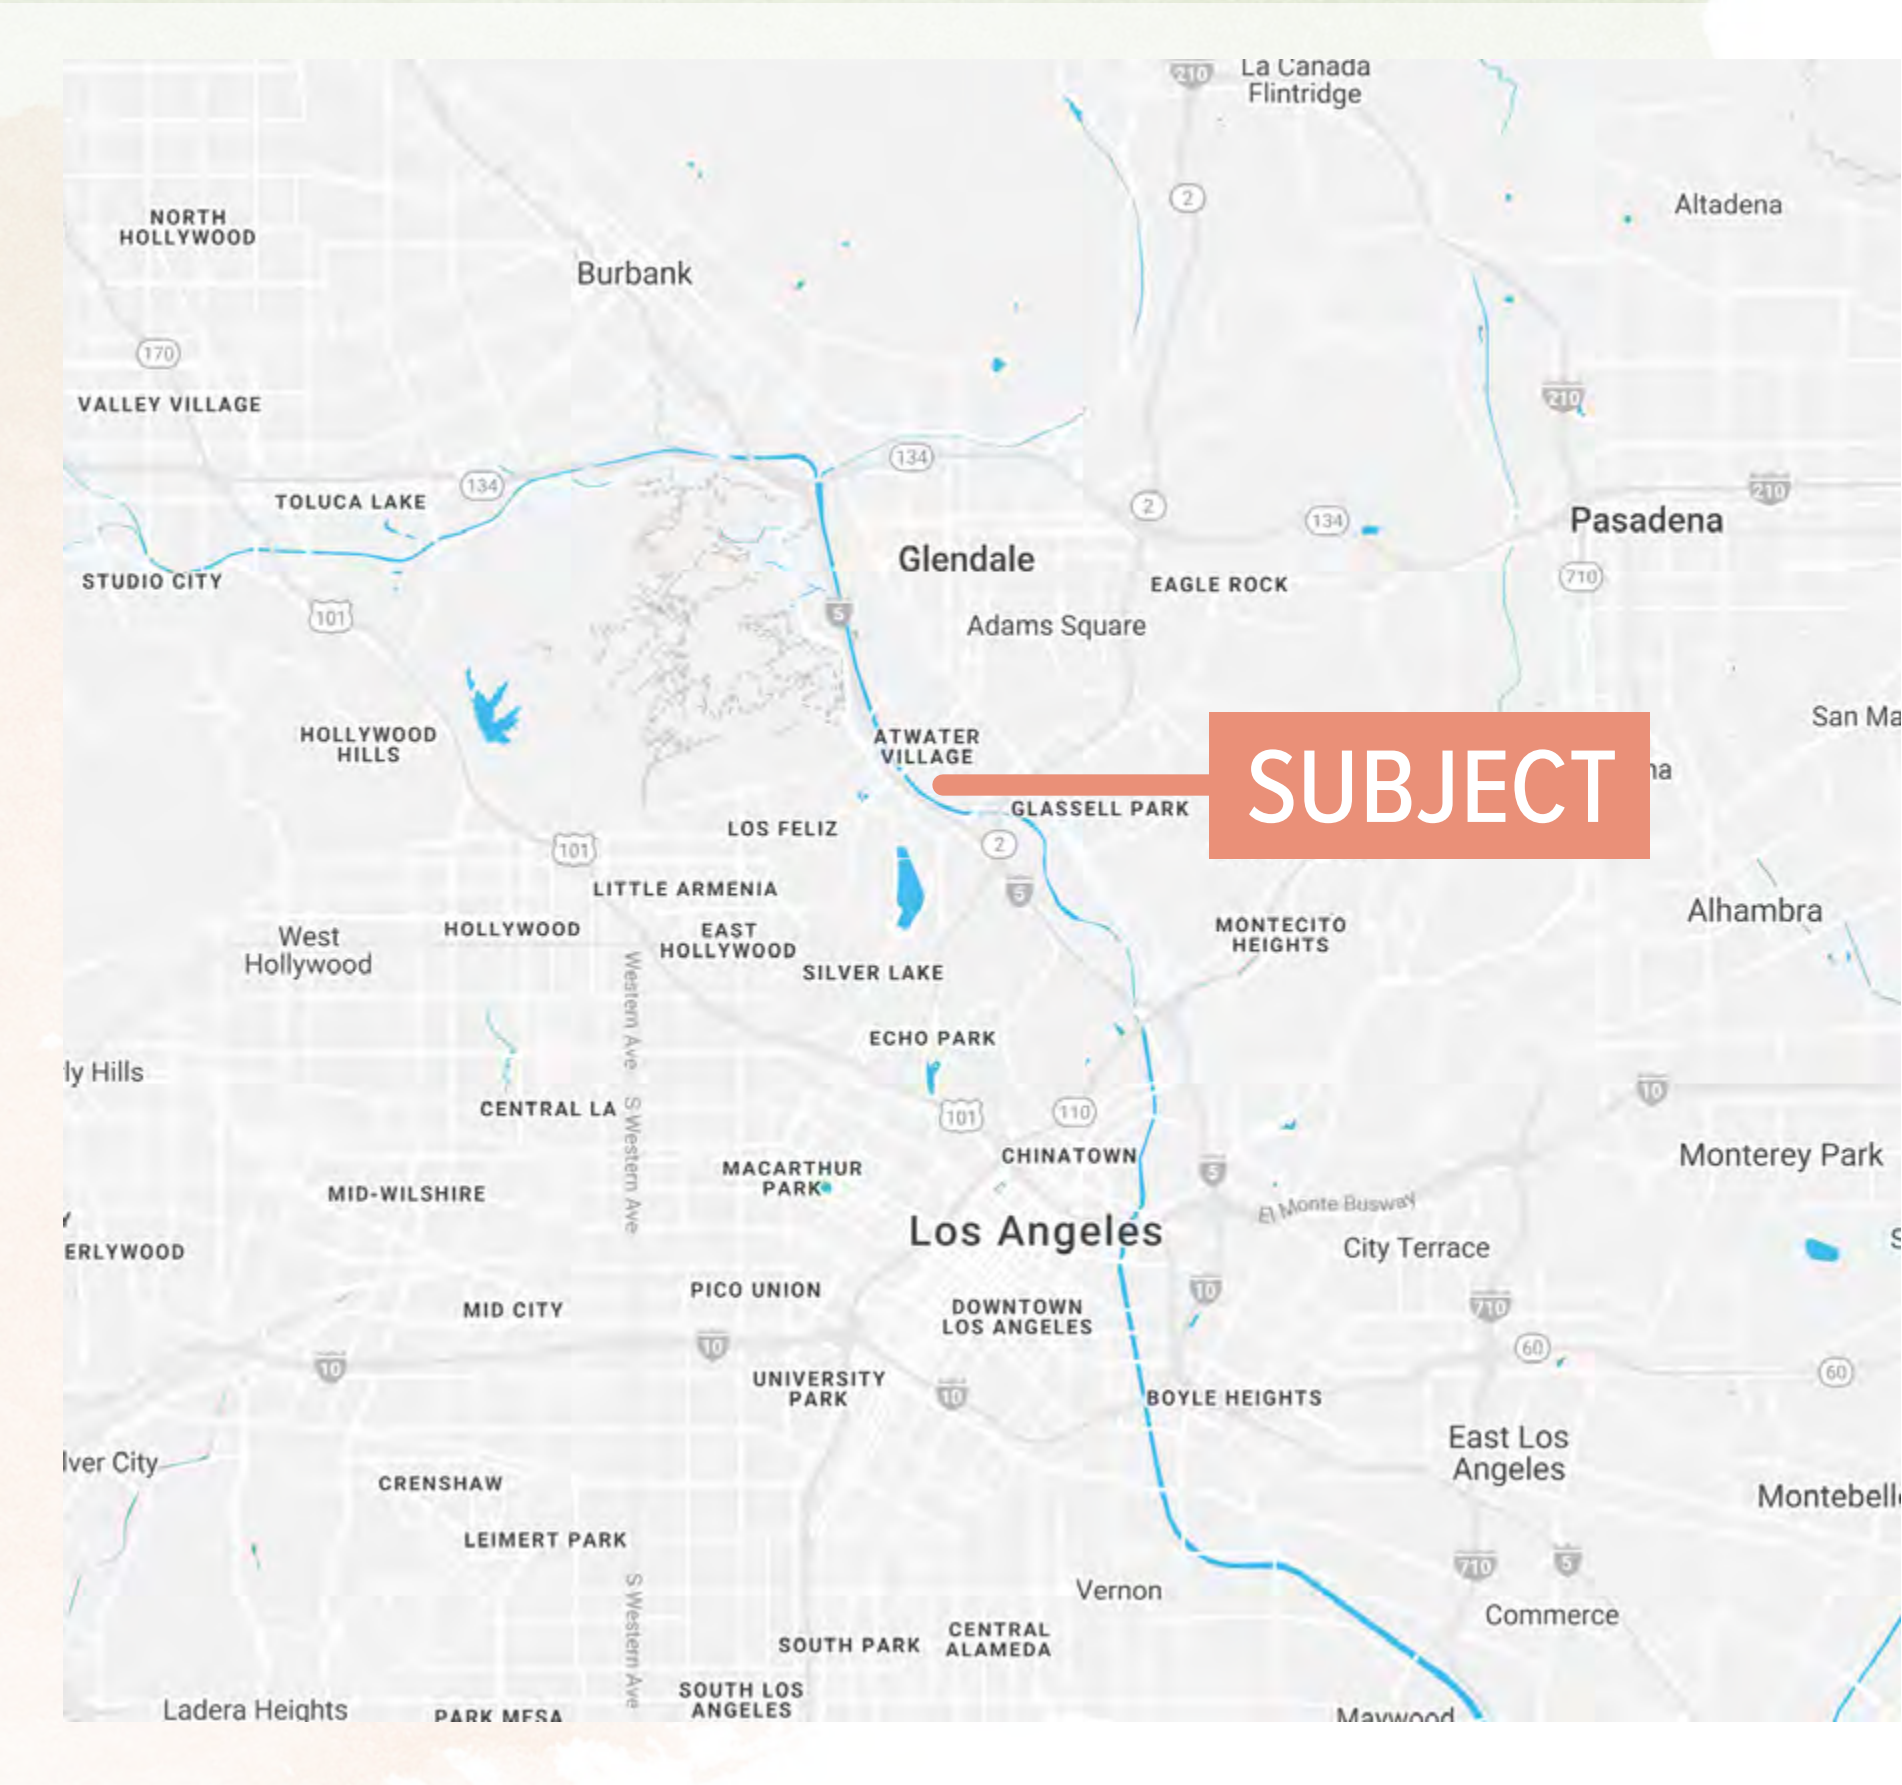 La Canada
Flintridge
210
2
Altadena
NORTH
HOLLYWOOD
Burbank
170
210
VALLEY VILLAGE
134
134
TOLUCA LAKE
2
134
210
Pasadena
Glendale
STUDIO CITY
EAGLE ROCK
710
101
5
Adams Square
San Ma
HOLLYWOOD
HILLS
ATWATER
VILLAGE
SUBJECT
na
GLASSELL PARK
LOS FELIZ
2
101
LITTLE ARMENIA
5
West
Hollywood
HOLLYWOOD
EAST
HOLLYWOOD
MONTECITO
HEIGHTS
Alhambra
SILVER LAKE
Western Ave
ECHO PARK
ly Hills
10
CENTRAL LA
S Western Ave
101
110
CHINATOWN
Monterey Park
MACARTHUR
PARK
5
MID-WILSHIRE
El Monte Busway
Los Angeles
City Terrace
ERLYWOOD
S
PICO UNION
10
MID CITY
DOWNTOWN
LOS ANGELES
710
10
10
60
60
UNIVERSITY
PARK
10
BOYLE HEIGHTS
East Los
Angeles
lver City
CRENSHAW
Montebell
LEIMERT PARK
710
5
Vernon
S Western Ave
Commerce
SOUTH PARK
CENTRAL
ALAMEDA
SOUTH LOS
ANGELES
Ladera Heights
PARK MESA
Maywood